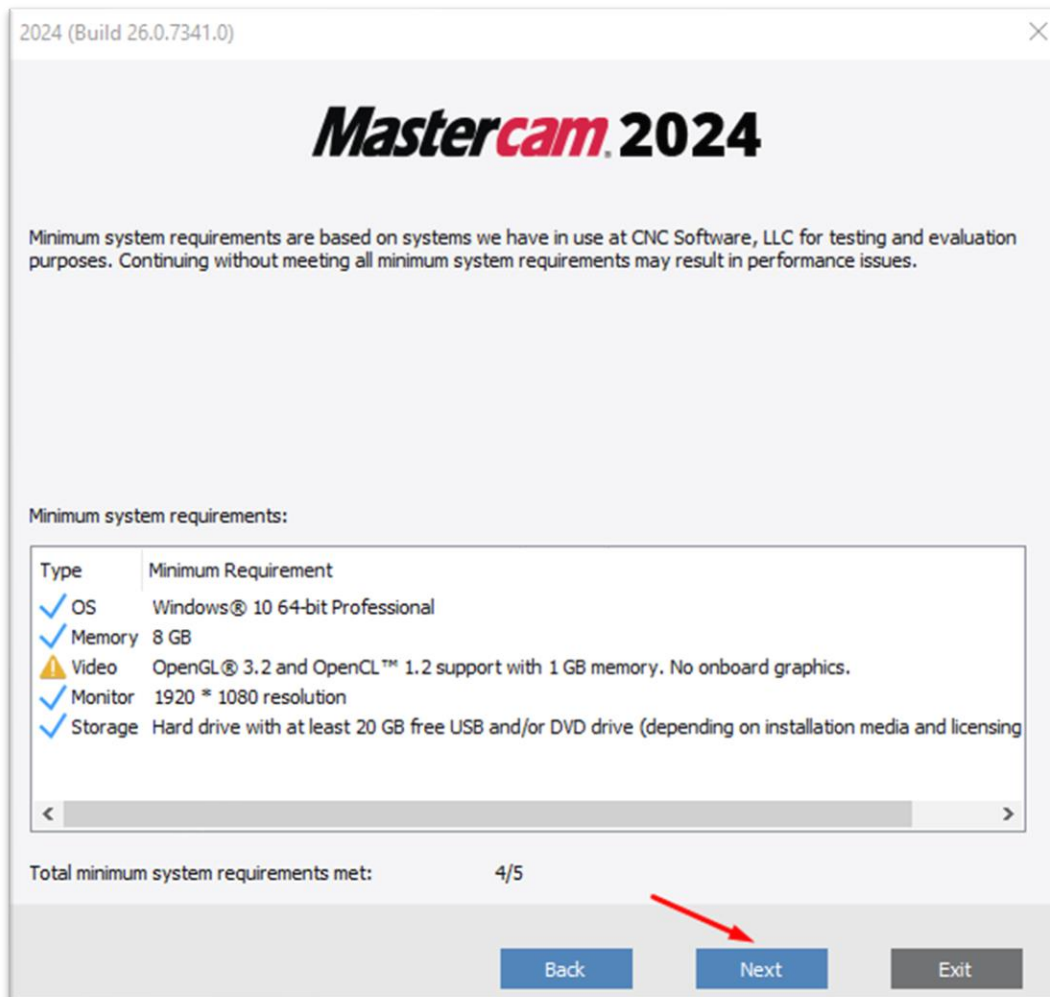 2024 (Build 26.0.7341.0)
Mastercam® 2024
Minimum system requirements are based on systems we have in use at CNC Software, LLC for testing and evaluation
purposes. Continuing without meeting all minimum system requirements may result in performance issues.
Minimum system requirements:
Type Minimum Requirement
OS Windows® 10 64-bit Professional
Memory 8 GB
Video OpenGL® 3.2 and OpenCL™ 1.2 support with 1 GB memory. No onboard graphics.
Monitor 1920 * 1080 resolution
Storage Hard drive with at least 20 GB free USB and/or DVD drive (depending on installation media and licensing
Total minimum system requirements met: 4/5
Back Next Exit